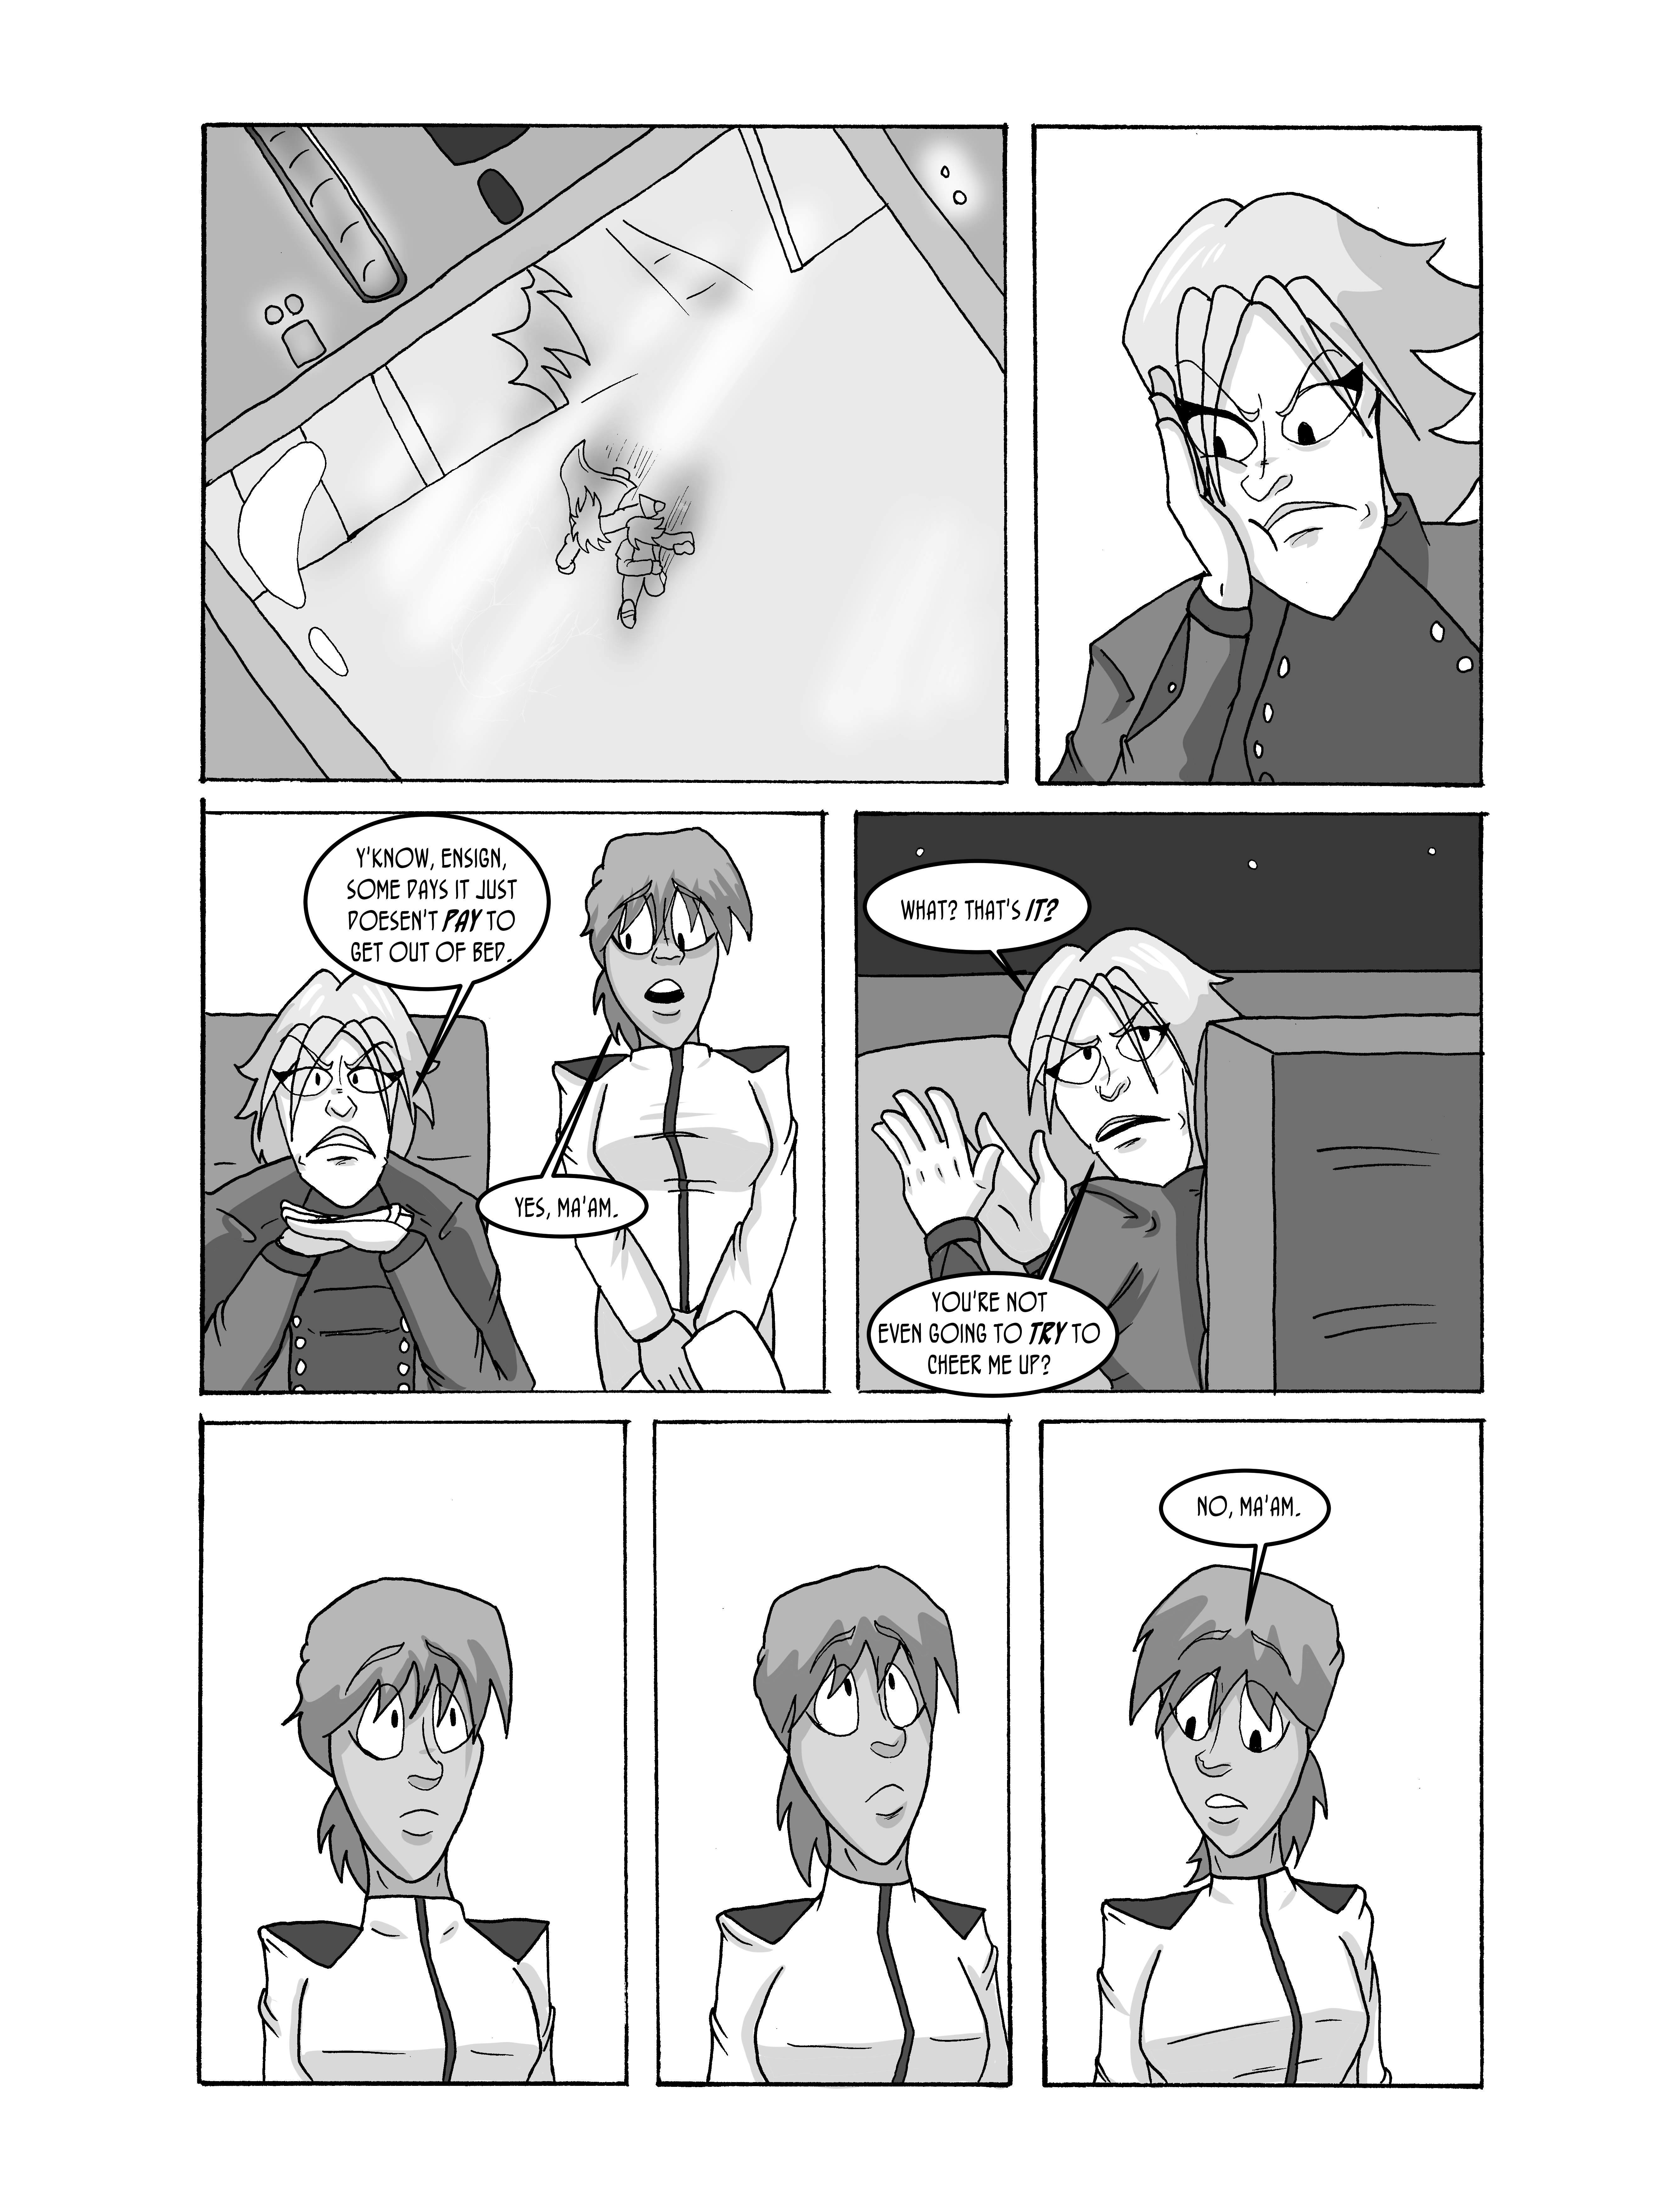 Y'KNOW, ENSIGN,
SOME DAYS IT JUST
DOESEN'T PAY TO
GET OUT OF BED.
YES, MA'AM.
WHAT? THAT'S IT?
YOU'RE NOT
EVEN GOING TO TRY TO
CHEER ME UP?
NO, MA'AM.